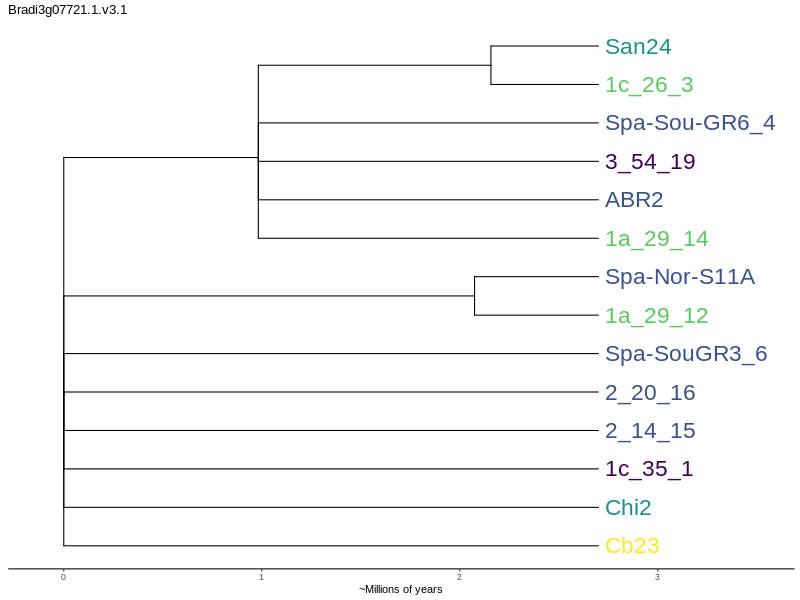 Bradi3g07721.1.v3.1
San24
1c_26_3
Spa-Sou-GR6_4
3_54_19
ABR2
1a_29_14
Spa-Nor-S11A
1a_29_12
Spa-SouGR3_6
2_20_16
2_14_15
1c_35_1
Chi2
Cb23
0 1 2 3
~Millions of years